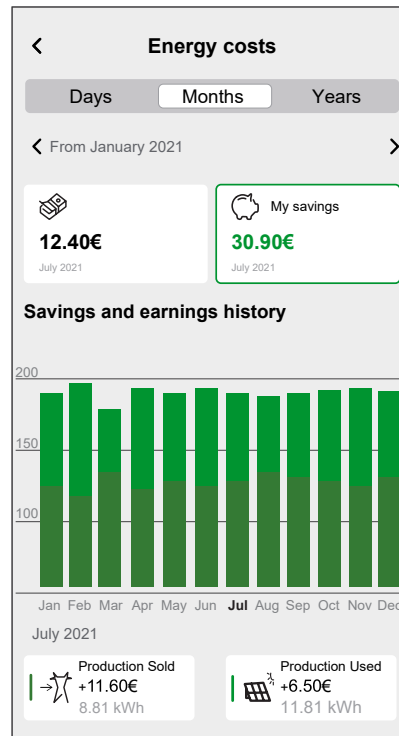 Energy costs
Days Months Years
From January 2021
My savings
12.40€ 30.90€
July 2021 July 2021
Savings and earnings history
200
150
100
Jan Feb Mar Apr May Jun Jul Aug Sep Oct Nov Dec
July 2021
Production Sold Production Used
+11.60€ +6.50€
8.81 kWh 11.81 kWh